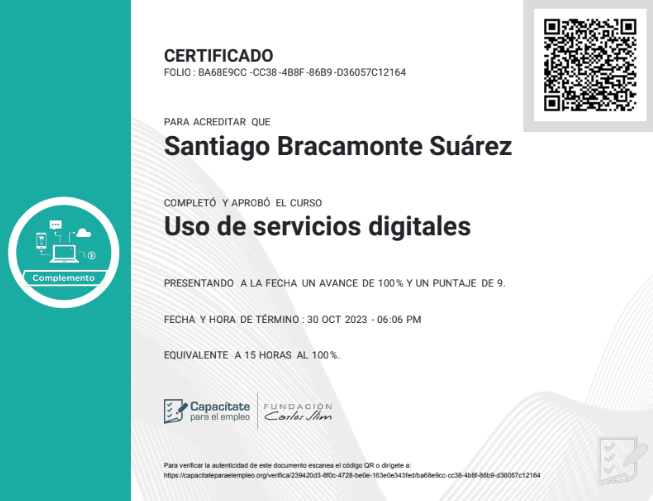 CERTIFICADO
FOLIO : BA68E9CC -CC38 -4B8F -86B9 -D36057C12164
PARA ACREDITAR QUE
Santiago Bracamonte Suárez
COMPLETÓ Y APROBÓ EL CURSO
Uso de servicios digitales
Complemento
PRESENTANDO A LA FECHA UN AVANCE DE 100% Y UN PUNTAJE DE 9.
FECHA Y HORA DE TÉRMINO : 30 OCT 2023 - 06:06 PM
EQUIVALENTE A 15 HORAS AL 100%.
Capacítate
para el empleo
FUNDACIÓN
Carlos Slim
Para verificar la autenticidad de este documento escanea el código QR o dirígete a:
https://capacitateparaelempleo.org/verifica/239420d3-8f0c-4728-be0e-163e0e343fed/ba68e9cc-cc38-4b8f-86b9-d36057c12164